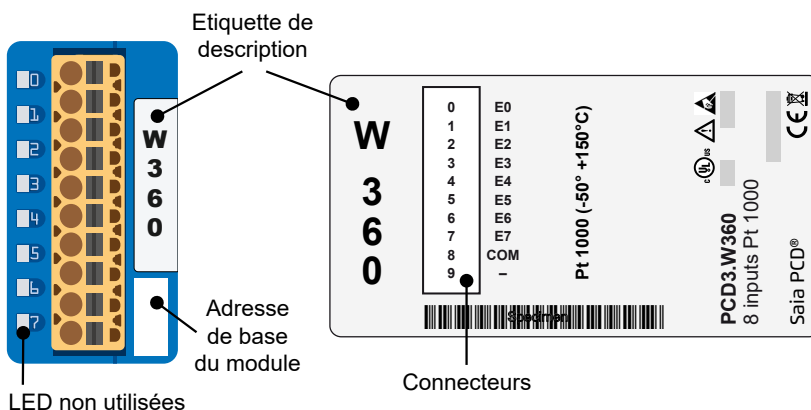 Etiquette de
description
0
1
2
3
4
5
6
7
W
3
6
0
Adresse
de base
du module
LED non utilisées
W
3
6
0
0 E0
1 E1
2 E2
3 E3
4 E4
5 E5
6 E6
7 E7
8 COM
9 –
Pt 1000 (-50° +150°C)
Specimen
Connecteurs
c UL us
CE
PCD3.W360
8 inputs Pt 1000
Saia PCD®